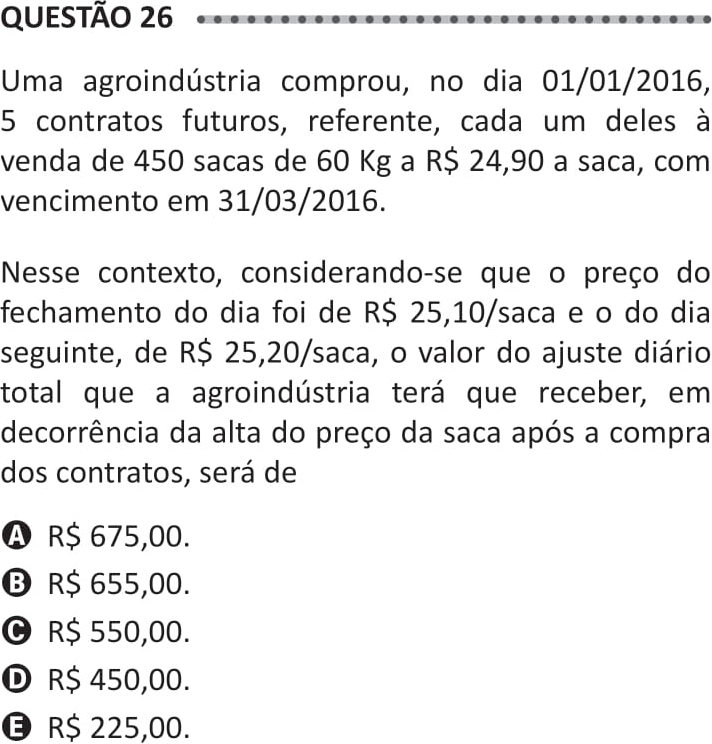 QUESTÃO 26
Uma agroindústria comprou, no dia 01/01/2016,
5 contratos futuros, referente, cada um deles à
venda de 450 sacas de 60 Kg a R$ 24,90 a saca, com
vencimento em 31/03/2016.
Nesse contexto, considerando-se que o preço do
fechamento do dia foi de R$ 25,10/saca e o do dia
seguinte, de R$ 25,20/saca, o valor do ajuste diário
total que a agroindústria terá que receber, em
decorrência da alta do preço da saca após a compra
dos contratos, será de
A R$ 675,00.
B R$ 655,00.
C R$ 550,00.
D R$ 450,00.
E R$ 225,00.